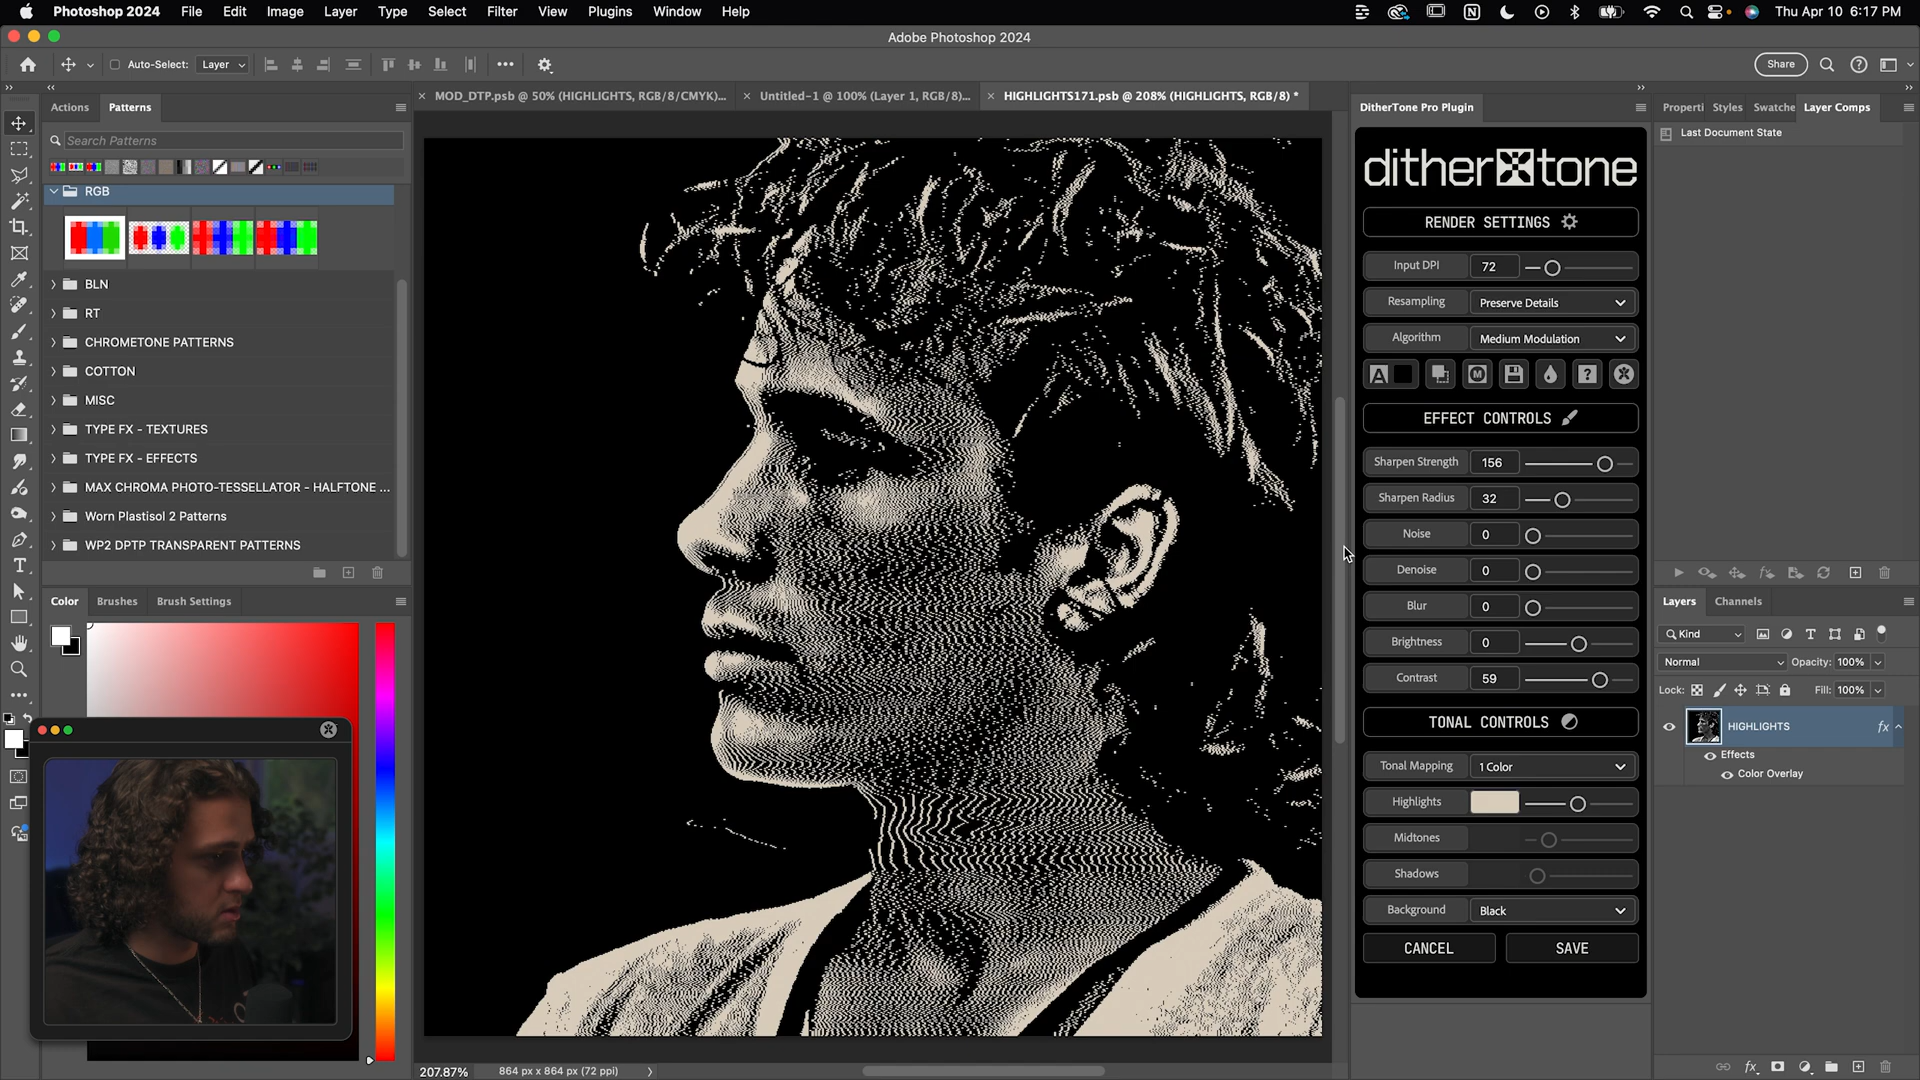 Photoshop 2024 File Edit Image Layer Type Select Filter View Plugins Window Help Thu Apr 10 6:17 PM
Adobe Photoshop 2024
Auto-Select: Layer Share
Actions Patterns
MOD_DTP.psb @ 50% (HIGHLIGHTS, RGB/8/CMYK)... Untitled-1 @ 100% (Layer 1, RGB/8)... HIGHLIGHTS171.psb @ 208% (HIGHLIGHTS, RGB/8) *
DitherTone Pro Plugin
Properti Styles Swatche Layer Comps
Search Patterns
Last Document State
RGB
BLN
RT
CHROMETONE PATTERNS
COTTON
MISC
TYPE FX - TEXTURES
TYPE FX - EFFECTS
MAX CHROMA PHOTO-TESSELLATOR - HALFTONE ...
Worn Plastisol 2 Patterns
WP2 DPTP TRANSPARENT PATTERNS
Color Brushes Brush Settings
207.87% 864 px x 864 px (72 ppi)
dither tone
RENDER SETTINGS
Input DPI 72
Resampling Preserve Details
Algorithm Medium Modulation
A M ?
EFFECT CONTROLS
Sharpen Strength 156
Sharpen Radius 32
Noise 0
Denoise 0
Blur 0
Brightness 0
Contrast 59
TONAL CONTROLS
Tonal Mapping 1 Color
Highlights
Midtones
Shadows
Background Black
CANCEL SAVE
Layers Channels
Kind
Normal Opacity: 100%
Lock: Fill: 100%
HIGHLIGHTS fx
Effects
Color Overlay
fx